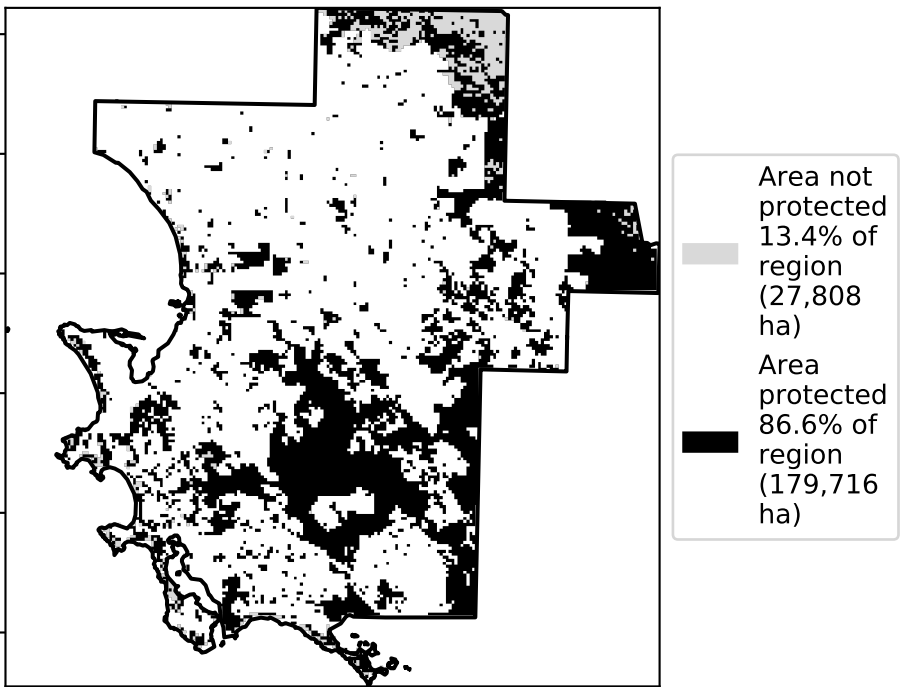 Area not
protected
13.4% of
region
(27,808
ha)
Area
protected
86.6% of
region
(179,716
ha)